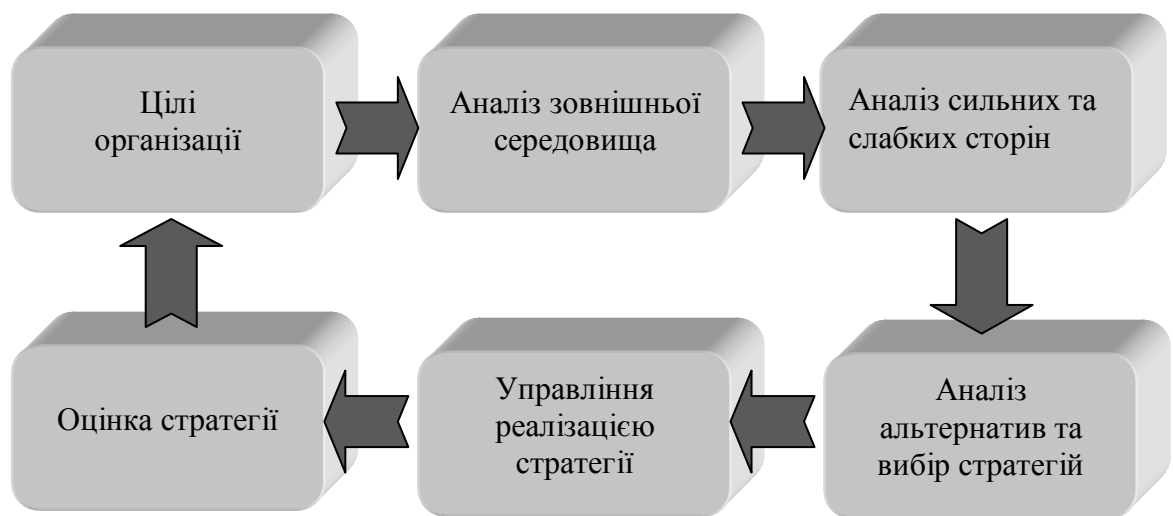 Цілі
організації
Аналіз зовнішньої
середовища
Аналіз сильних та
слабких сторін
Аналіз
альтернатив та
вибір стратегій
Управління
реалізацією
стратегії
Оцінка стратегії